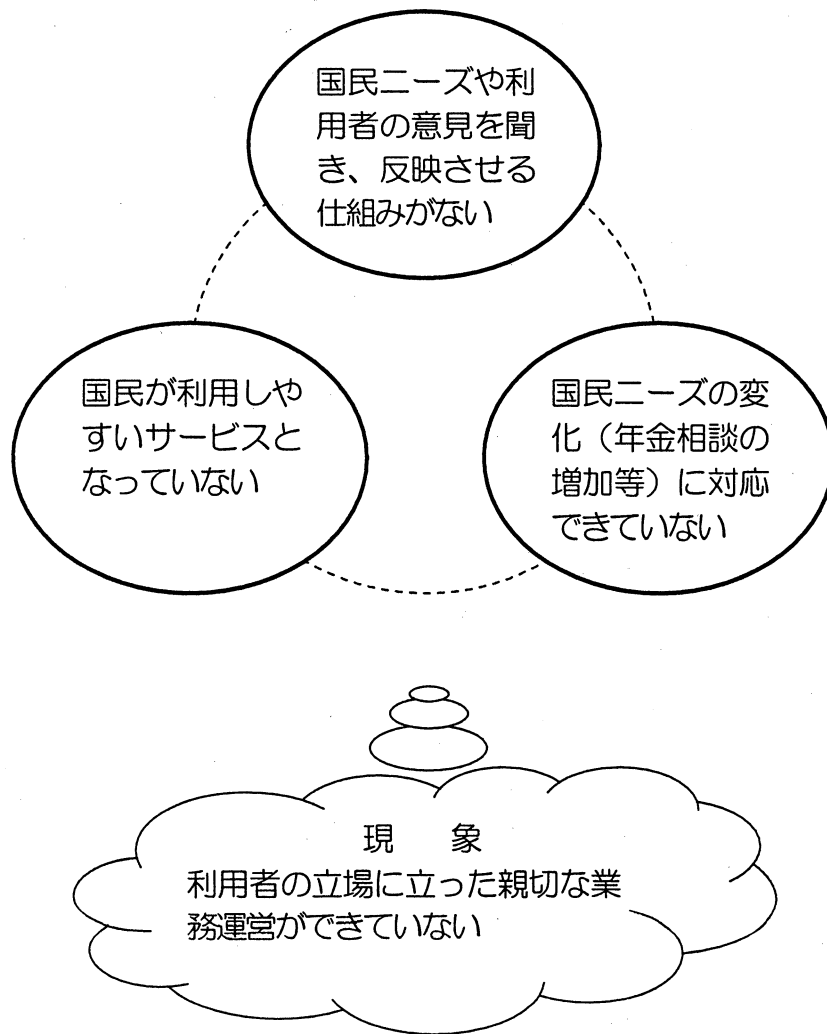 国民ニーズや利
用者の意見を聞
き、反映させる
仕組みがない
国民が利用しや
すいサービスと
なっていない
国民ニーズの変
化（年金相談の
増加等）に対応
できていない
現　象
利用者の立場に立った親切な業
務運営ができていない